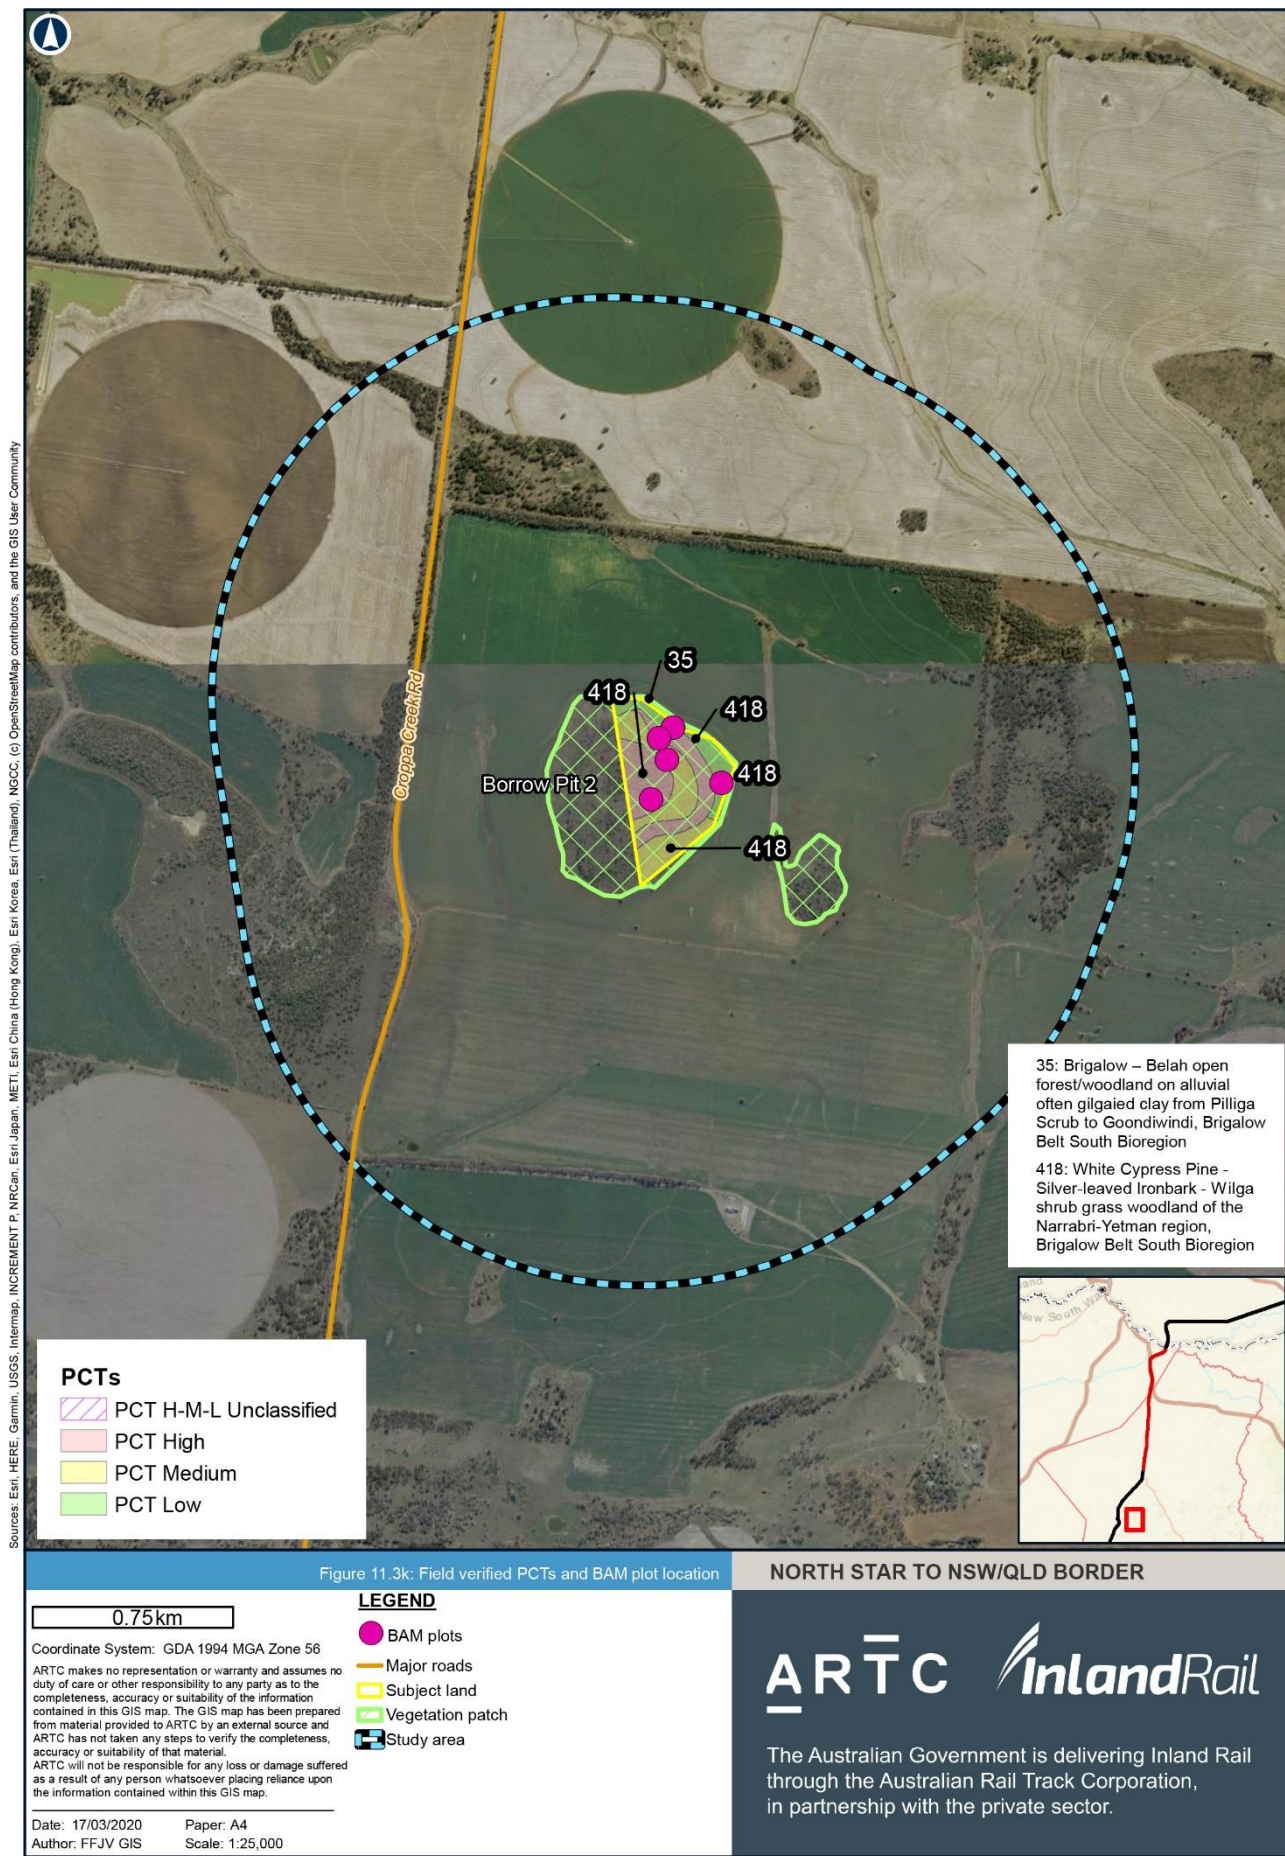 35
418
418
Borrow Pit 2
418
418
Croppa Creek Rd
Sources: Esri, HERE, Garmin, USGS, Intermap, INCREMENT P, NRCan, Esri Japan, METI, Esri China (Hong Kong), Esri Korea, Esri (Thailand), NGCC, (c) OpenStreetMap contributors, and the GIS User Community
35: Brigalow – Belah open
forest/woodland on alluvial
often gilgaied clay from Pilliga
Scrub to Goondiwindi, Brigalow
Belt South Bioregion
418: White Cypress Pine -
Silver-leaved Ironbark - Wilga
shrub grass woodland of the
Narrabri-Yetman region,
Brigalow Belt South Bioregion
PCTs
PCT H-M-L Unclassified
PCT High
PCT Medium
PCT Low
Figure 11.3k: Field verified PCTs and BAM plot location
NORTH STAR TO NSW/QLD BORDER
0.75km
Coordinate System: GDA 1994 MGA Zone 56
ARTC makes no representation or warranty and assumes no
duty of care or other responsibility to any party as to the
completeness, accuracy or suitability of the information
contained in this GIS map. The GIS map has been prepared
from material provided to ARTC by an external source and
ARTC has not taken any steps to verify the completeness,
accuracy or suitability of that material.
ARTC will not be responsible for any loss or damage suffered
as a result of any person whatsoever placing reliance upon
the information contained within this GIS map.
Date: 17/03/2020 Paper: A4
Author: FFJV GIS Scale: 1:25,000
LEGEND
BAM plots
Major roads
Subject land
Vegetation patch
Study area
ARTC InlandRail
The Australian Government is delivering Inland Rail
through the Australian Rail Track Corporation,
in partnership with the private sector.